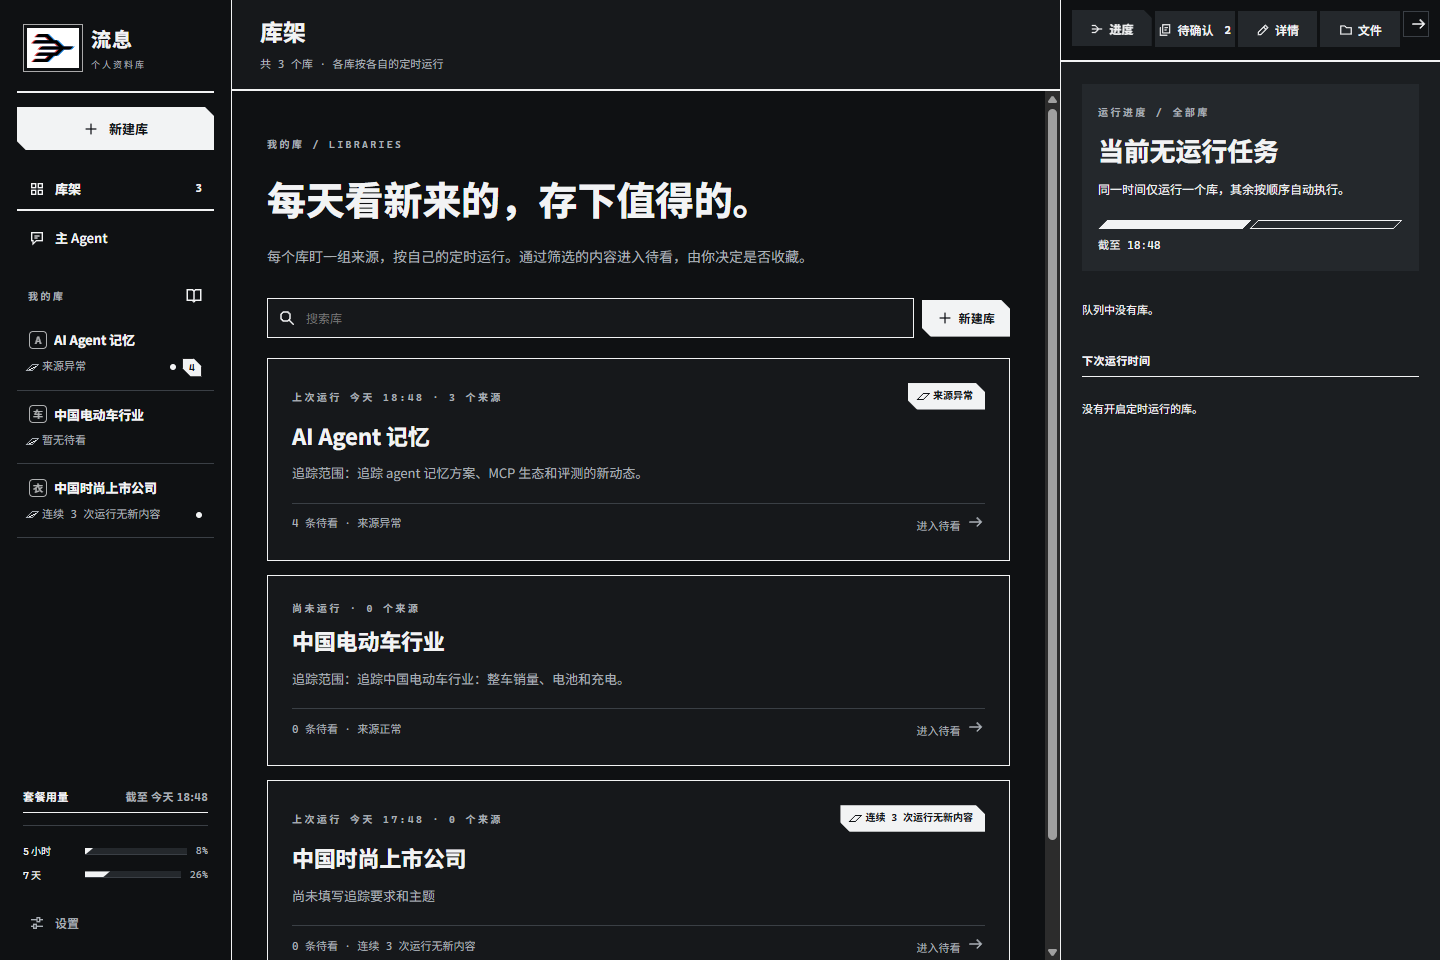 流息
个人资料库
新建库
库架 3
主 Agent
我的库
A AI Agent 记忆
来源异常 4
车 中国电动车行业
暂无待看
衣 中国时尚上市公司
连续 3 次运行无新内容
套餐用量 截至 今天 18:48
5 小时 8%
7 天 26%
设置
库架
共 3 个库 · 各库按各自的定时运行
我的库 / LIBRARIES
每天看新来的，存下值得的。
每个库盯一组来源，按自己的定时运行。通过筛选的内容进入待看，由你决定是否收藏。
搜索库
新建库
上次运行 今天 18:48 · 3 个来源
来源异常
AI Agent 记忆
追踪范围：追踪 agent 记忆方案、MCP 生态和评测的新动态。
4 条待看 · 来源异常
进入待看
尚未运行 · 0 个来源
中国电动车行业
追踪范围：追踪中国电动车行业：整车销量、电池和充电。
0 条待看 · 来源正常
进入待看
上次运行 今天 17:48 · 0 个来源
连续 3 次运行无新内容
中国时尚上市公司
尚未填写追踪要求和主题
0 条待看 · 连续 3 次运行无新内容
进入待看
进度
待确认 2
详情
文件
运行进度 / 全部库
当前无运行任务
同一时间仅运行一个库，其余按顺序自动执行。
截至 18:48
队列中没有库。
下次运行时间
没有开启定时运行的库。